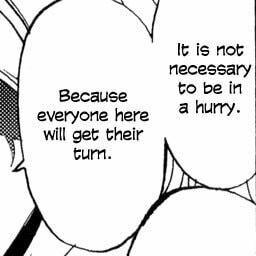 It is not
necessary
to be in
a hurry.
Because
everyone here
will get their
turn.